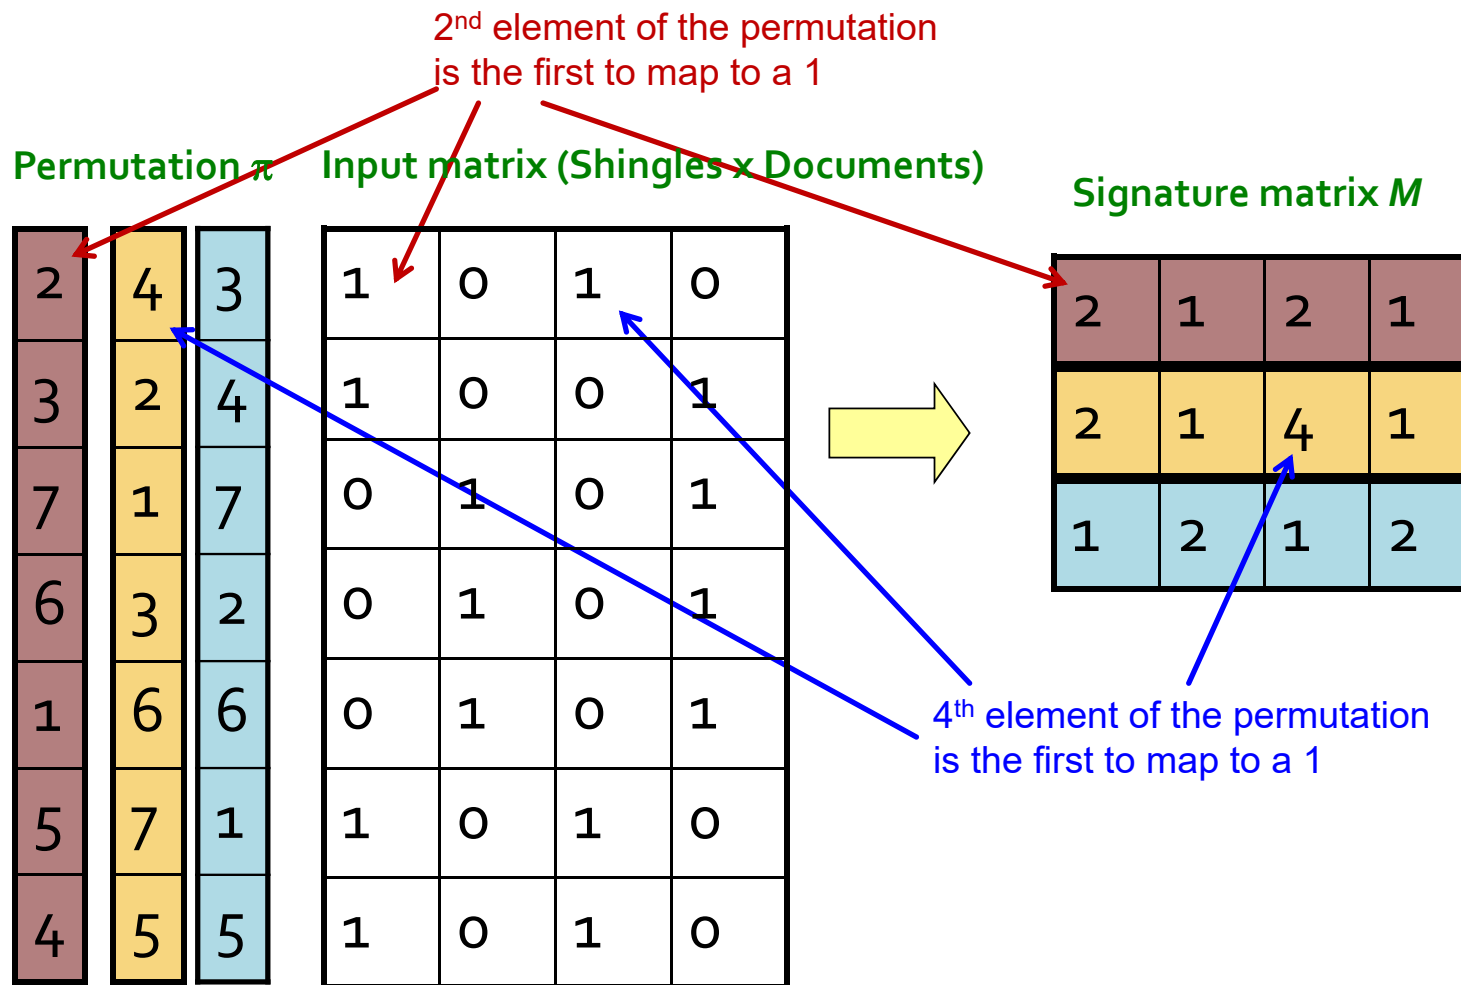 2nd element of the permutation
is the first to map to a 1
Permutation π
Input matrix (Shingles x Documents)
Signature matrix M
2 4 3 1 0 1 0
3 2 4 1 0 0 1
7 1 7 0 1 0 1
6 3 2 0 1 0 1
1 6 6 0 1 0 1
5 7 1 1 0 1 0
4 5 5 1 0 1 0
2 1 2 1
2 1 4 1
1 2 1 2
4th element of the permutation
is the first to map to a 1